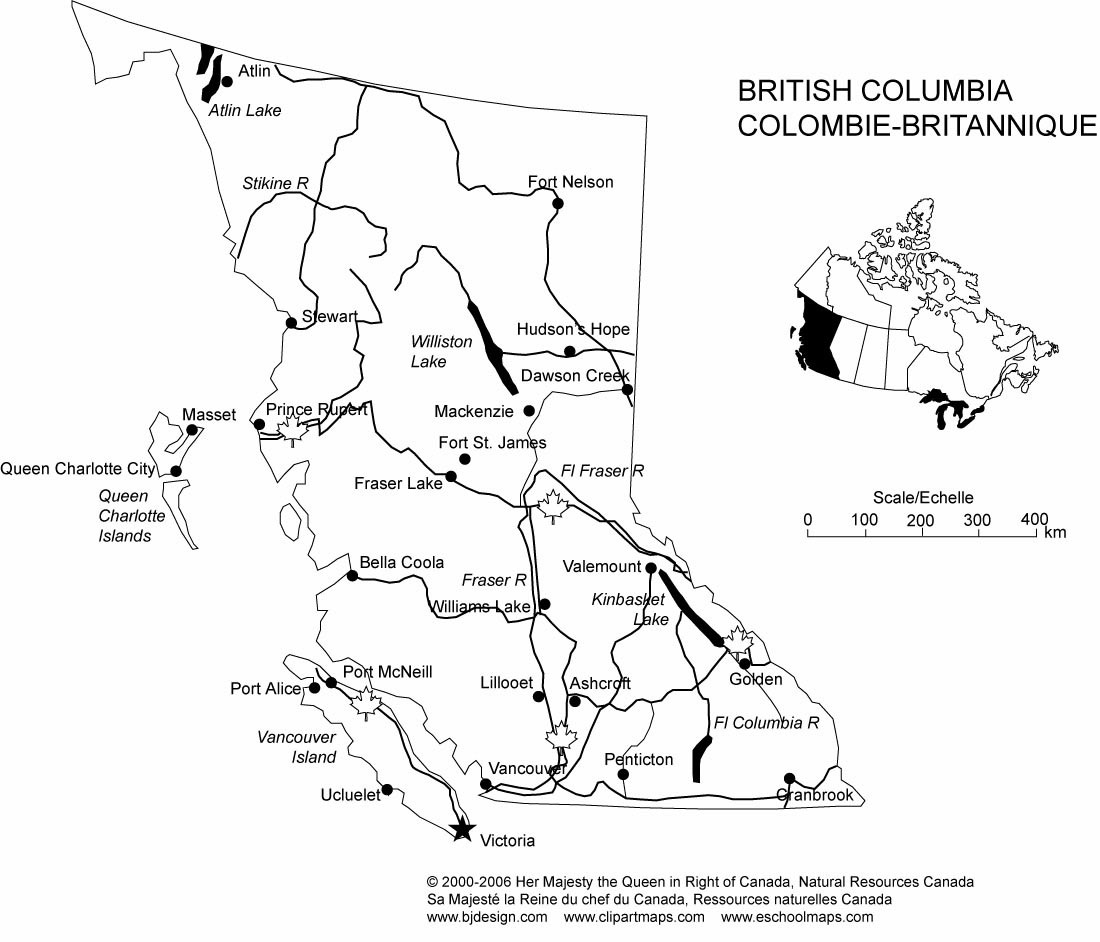 BRITISH COLUMBIA
COLOMBIE-BRITANNIQUE
Atlin
Atlin Lake
Stikine R
Fort Nelson
Stewart
Hudson's Hope
Williston
Lake
Dawson Creek
Mackenzie
Prince Rupert
Masset
Fort St. James
Queen Charlotte City
Fraser Lake
Fl Fraser R
Queen
Charlotte
Islands
Scale/Echelle
0 100 200 300 400
km
Bella Coola
Valemount
Fraser R
Kinbasket
Lake
Williams Lake
Port McNeill
Port Alice
Lillooet
Ashcroft
Golden
Fl Columbia R
Vancouver
Island
Vancouver
Penticton
Ucluelet
Cranbrook
Victoria
© 2000-2006 Her Majesty the Queen in Right of Canada, Natural Resources Canada
Sa Majesté la Reine du chef du Canada, Ressources naturelles Canada
www.bjdesign.com www.clipartmaps.com www.eschoolmaps.com